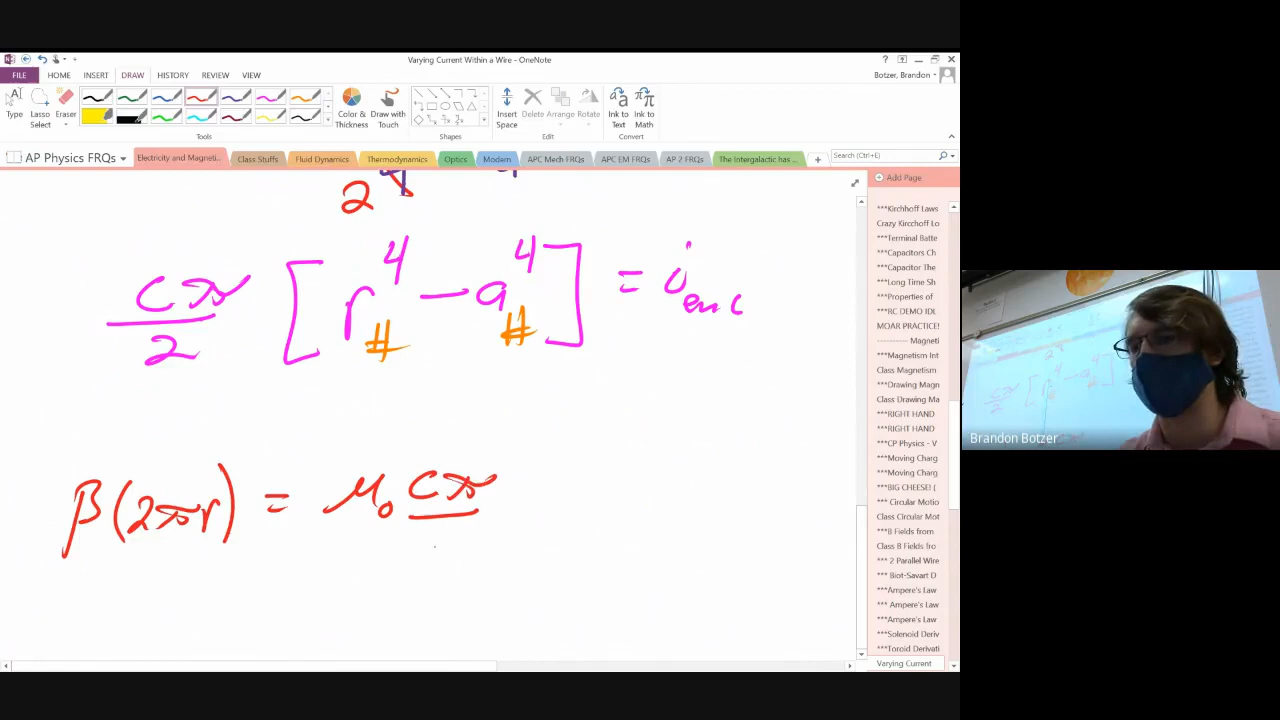 Varying Current Within a Wire - OneNote
FILE HOME INSERT DRAW HISTORY REVIEW VIEW
Botzer, Brandon
Type Lasso Select Eraser
Color & Thickness Draw with Touch
Insert Space Delete Arrange Rotate
Ink to Text Ink to Math
Tools Shapes Edit Convert
AP Physics FRQs Electricity and Magneti... Class Stuffs Fluid Dynamics Thermodynamics Optics Modern APC Mech FRQs APC EM FRQs AP 2 FRQs The Intergalactic has ... Search (Ctrl+E)
Add Page
***Kirchhoff Laws
Crazy Kircchoff Lo
***Terminal Batte
***Capacitors Ch
***Capacitor The
***Long Time Sh
***Properties of
***RC DEMO IDL
MOAR PRACTICE!
---------- Magneti
***Magnetism Int
Class Magnetism
***Drawing Magn
Class Drawing Ma
***RIGHT HAND
***RIGHT HAND
***CP Physics - V
***Moving Charg
***Moving Charg
***BIG CHEESE! (
*** Circular Motio
Class Circular Mot
***B Fields from
Class B Fields fro
*** 2 Parallel Wire
*** Biot-Savart D
***Ampere's Law
*** Ampere's Law
***Ampere's Law
***Solenoid Deriv
***Toroid Derivati
Varying Current
2
cπ/2 [r#^4 - a#^4] = i enc
B(2πr) = μ0 cπ
Brandon Botzer